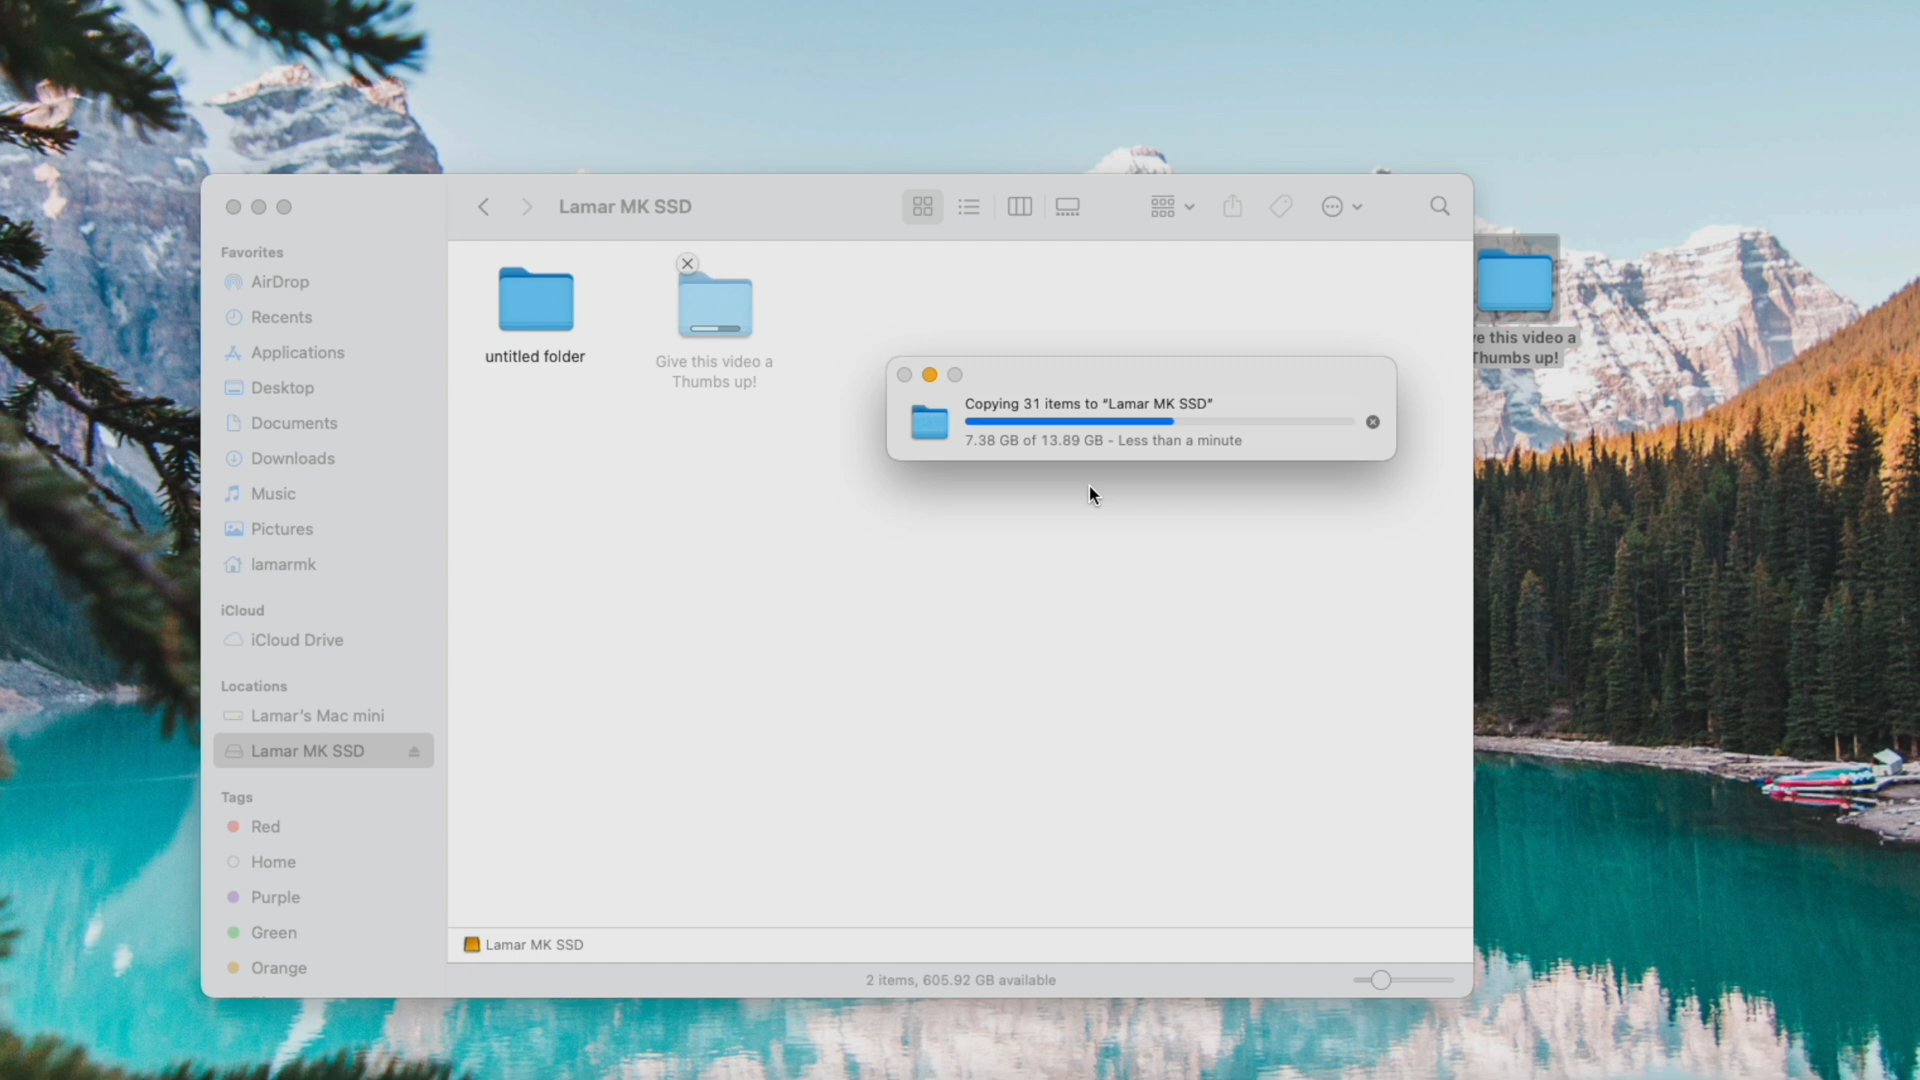 Lamar MK SSD
Favorites
AirDrop
Recents
Applications
Desktop
Documents
Downloads
Music
Pictures
lamarmk
iCloud
iCloud Drive
Locations
Lamar's Mac mini
Lamar MK SSD
Tags
Red
Home
Purple
Green
Orange
untitled folder
Give this video a
Thumbs up!
Copying 31 items to “Lamar MK SSD”
7.38 GB of 13.89 GB - Less than a minute
ve this video a
Thumbs up!
Lamar MK SSD
2 items, 605.92 GB available